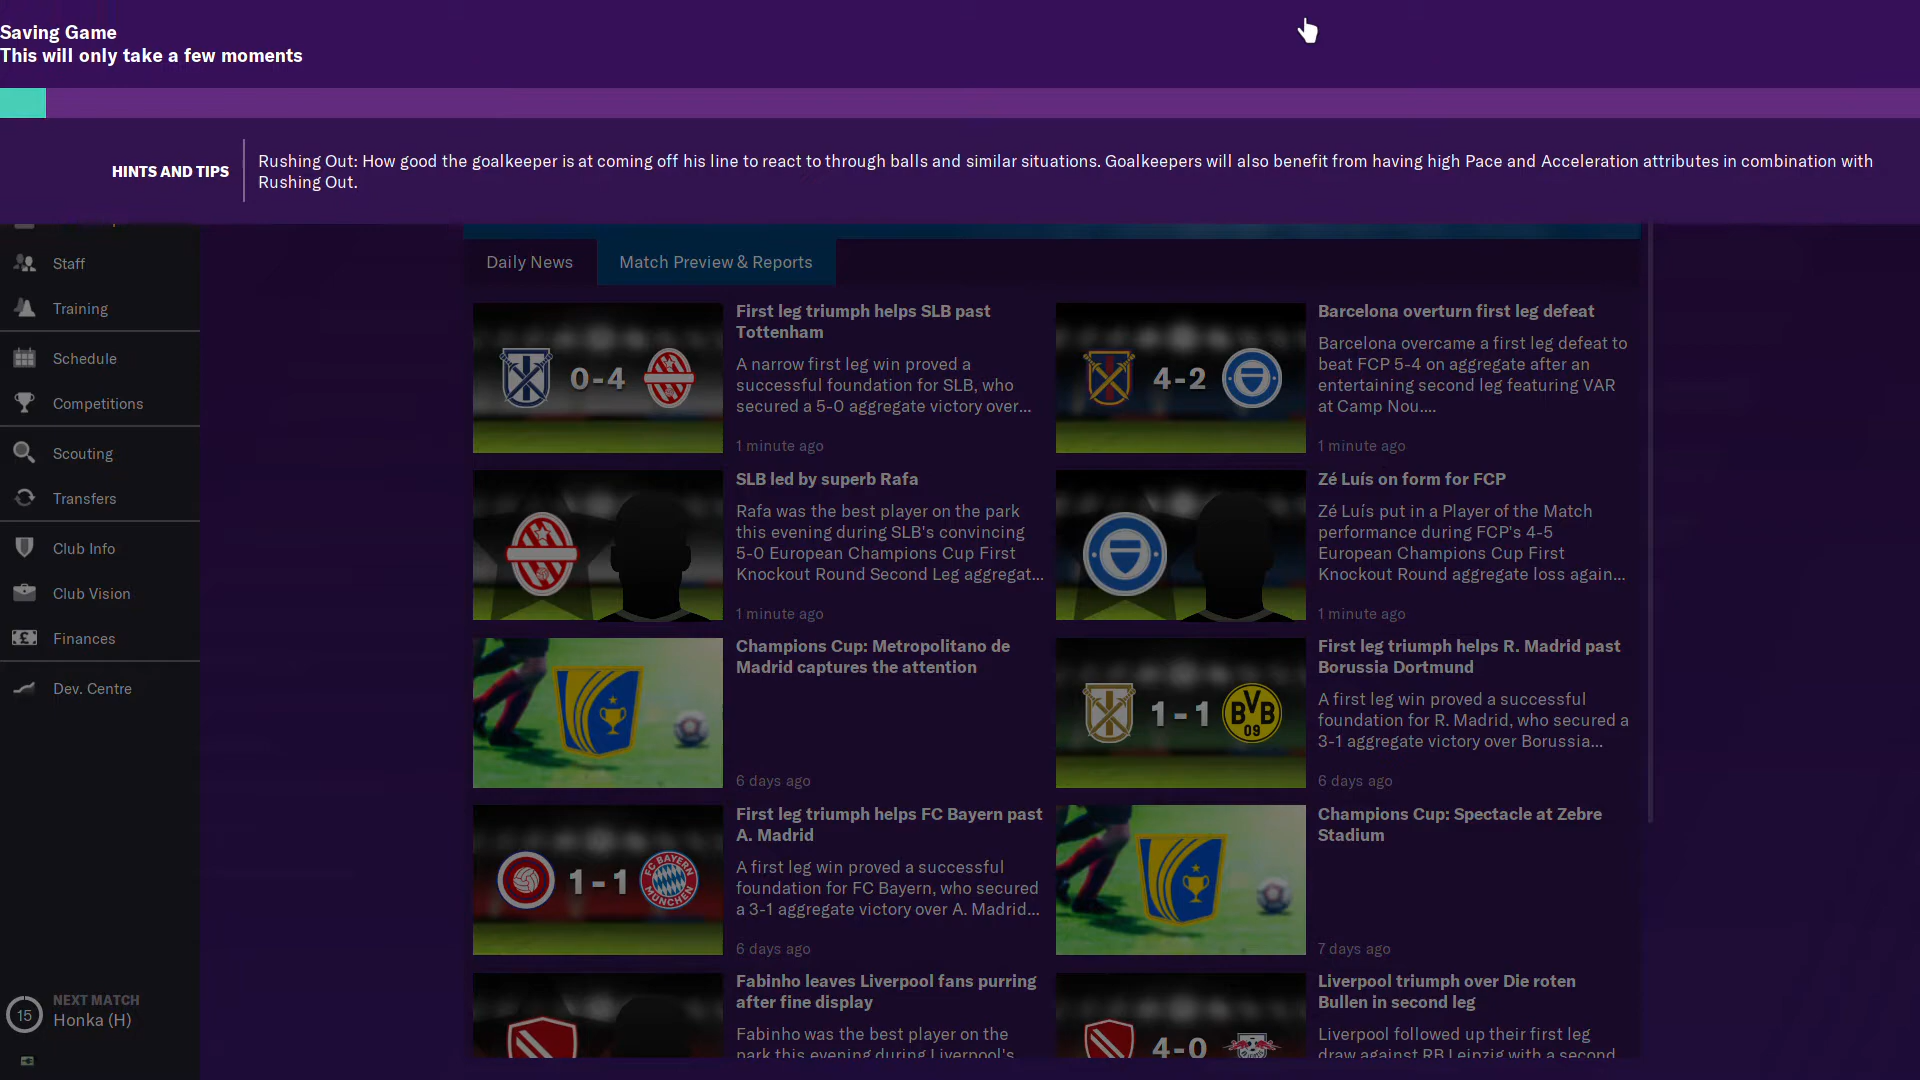 Saving Game
This will only take a few moments
HINTS AND TIPS
Rushing Out: How good the goalkeeper is at coming off his line to react to through balls and similar situations. Goalkeepers will also benefit from having high Pace and Acceleration attributes in combination with
Rushing Out.
Staff
Training
Schedule
Competitions
Scouting
Transfers
Club Info
Club Vision
Finances
Dev. Centre
15
NEXT MATCH
Honka (H)
Daily News
Match Preview & Reports
0-4
First leg triumph helps SLB past
Tottenham
A narrow first leg win proved a
successful foundation for SLB, who
secured a 5-0 aggregate victory over...
1 minute ago
4-2
Barcelona overturn first leg defeat
Barcelona overcame a first leg defeat to
beat FCP 5-4 on aggregate after an
entertaining second leg featuring VAR
at Camp Nou....
1 minute ago
SLB led by superb Rafa
Rafa was the best player on the park
this evening during SLB's convincing
5-0 European Champions Cup First
Knockout Round Second Leg aggregat...
1 minute ago
Zé Luís on form for FCP
Zé Luís put in a Player of the Match
performance during FCP's 4-5
European Champions Cup First
Knockout Round aggregate loss again...
1 minute ago
Champions Cup: Metropolitano de
Madrid captures the attention
6 days ago
1-1
BVB
09
First leg triumph helps R. Madrid past
Borussia Dortmund
A first leg win proved a successful
foundation for R. Madrid, who secured a
3-1 aggregate victory over Borussia...
6 days ago
1-1
FC BAYERN
MÜNCHEN
First leg triumph helps FC Bayern past
A. Madrid
A first leg win proved a successful
foundation for FC Bayern, who secured
a 3-1 aggregate victory over A. Madrid...
6 days ago
Champions Cup: Spectacle at Zebre
Stadium
7 days ago
Fabinho leaves Liverpool fans purring
after fine display
Fabinho was the best player on the
park this evening during Liverpool's
4-0
Liverpool triumph over Die roten
Bullen in second leg
Liverpool followed up their first leg
draw against RB Leipzig with a second